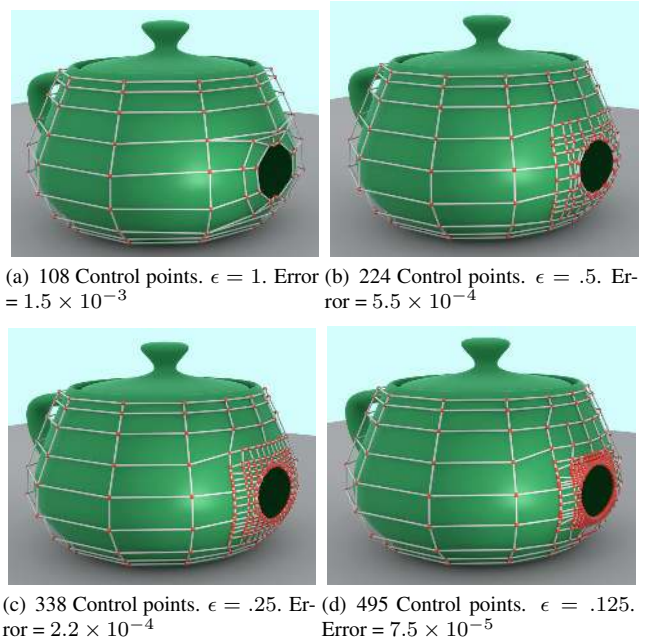 (a) 108 Control points. ϵ = 1. Error
= 1.5 × 10⁻³
(b) 224 Control points. ϵ = .5. Er-
ror = 5.5 × 10⁻⁴
(c) 338 Control points. ϵ = .25. Er-
ror = 2.2 × 10⁻⁴
(d) 495 Control points. ϵ = .125.
Error = 7.5 × 10⁻⁵